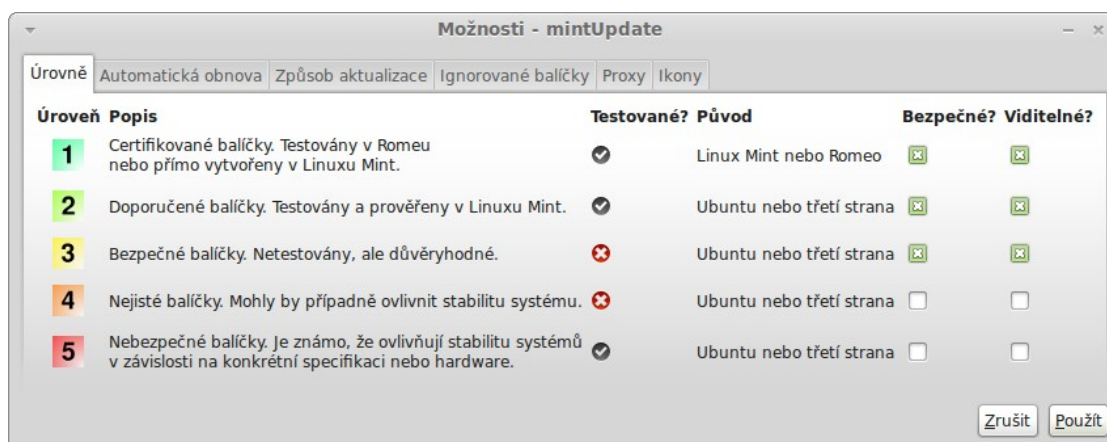 Možnosti - mintUpdate
Úrovně Automatická obnova Způsob aktualizace Ignorované balíčky Proxy Ikony
Úroveň Popis Testované? Původ Bezpečné? Viditelné?
1 Certifikované balíčky. Testovány v Romeu
nebo přímo vytvořeny v Linuxu Mint. Linux Mint nebo Romeo
2 Doporučené balíčky. Testovány a prověřeny v Linuxu Mint. Ubuntu nebo třetí strana
3 Bezpečné balíčky. Netestovány, ale důvěryhodné. Ubuntu nebo třetí strana
4 Nejisté balíčky. Mohly by případně ovlivnit stabilitu systému. Ubuntu nebo třetí strana
5 Nebezpečné balíčky. Je známo, že ovlivňují stabilitu systémů
v závislosti na konkrétní specifikaci nebo hardware. Ubuntu nebo třetí strana
Zrušit Použít